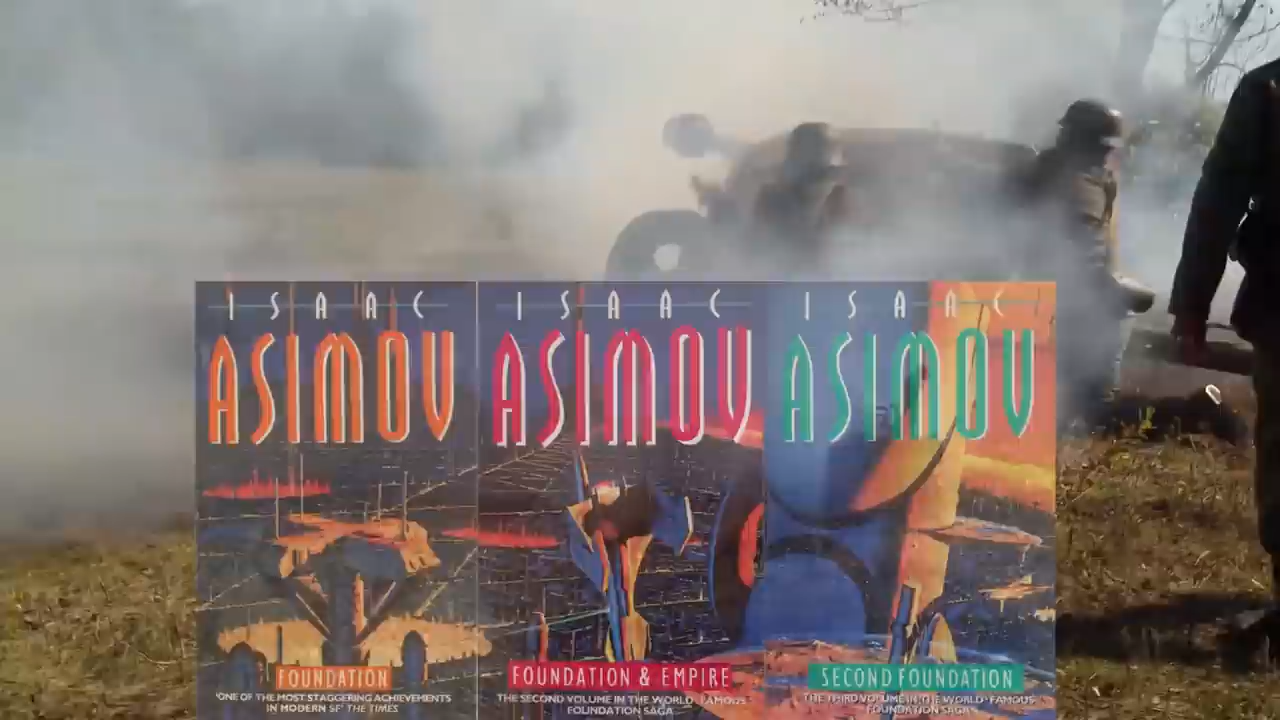 ISAAC
ASIMOV
FOUNDATION
'ONE OF THE MOST STAGGERING ACHIEVEMENTS
IN MODERN SF' THE TIMES
ISAAC
ASIMOV
FOUNDATION & EMPIRE
THE SECOND VOLUME IN THE WORLD-FAMOUS
FOUNDATION SAGA
ISAAC
ASIMOV
SECOND FOUNDATION
THE THIRD VOLUME IN THE WORLD-FAMOUS
FOUNDATION SAGA